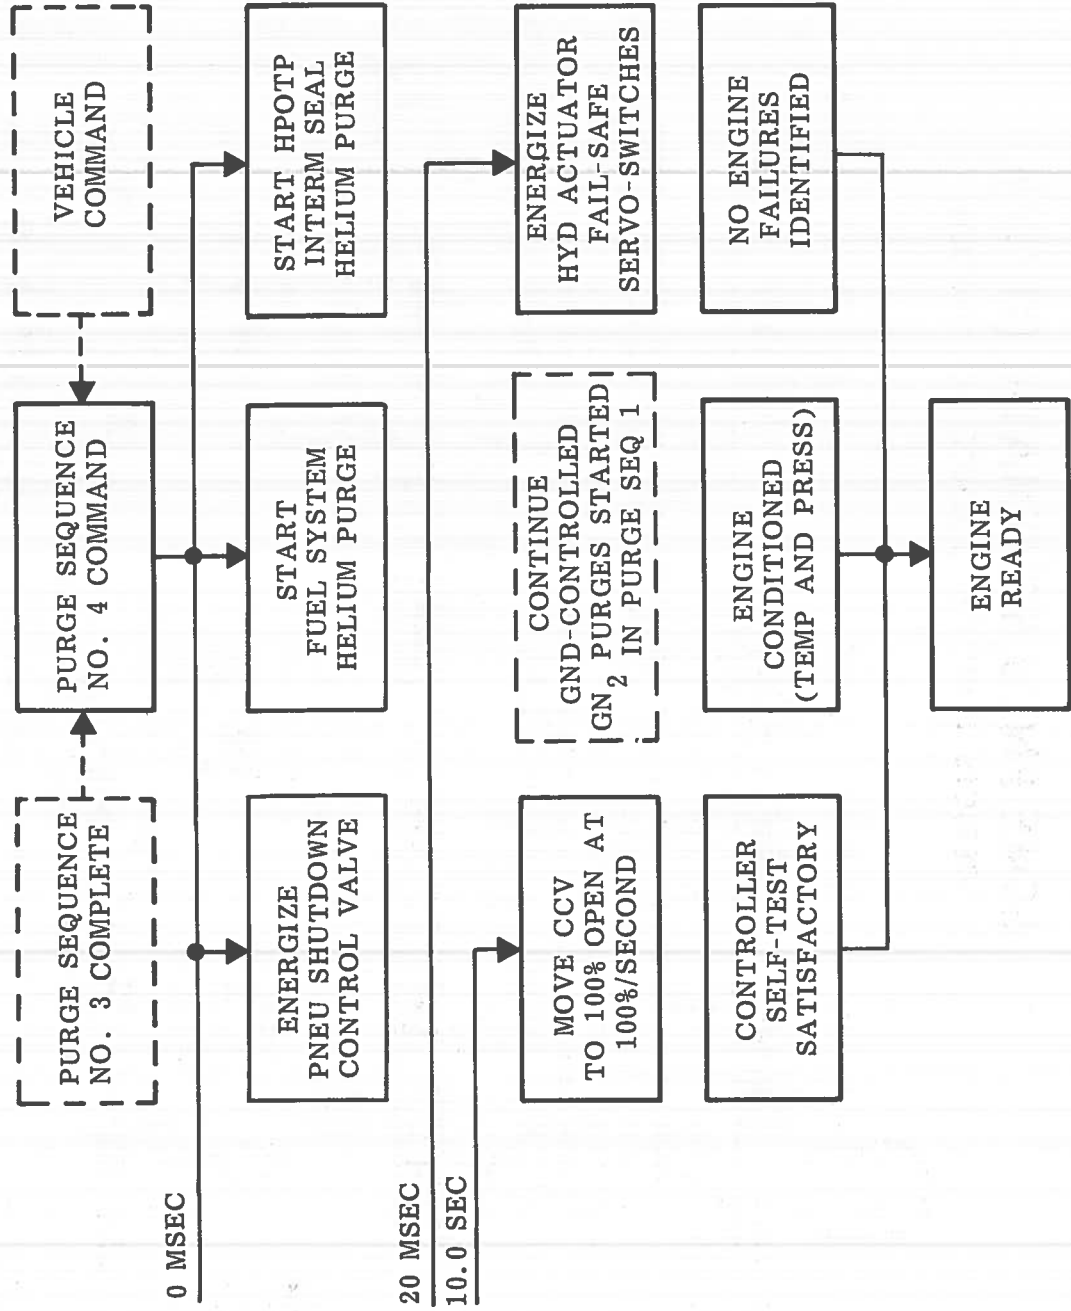 PURGE SEQUENCE
NO. 3 COMPLETE
PURGE SEQUENCE
NO. 4 COMMAND
VEHICLE
COMMAND
0 MSEC
ENERGIZE
PNEU SHUTDOWN
CONTROL VALVE
START
FUEL SYSTEM
HELIUM PURGE
START HPOTP
INTERM SEAL
HELIUM PURGE
20 MSEC
10.0 SEC
MOVE CCV
TO 100% OPEN AT
100%/SECOND
CONTINUE
GND-CONTROLLED
GN2 PURGES STARTED
IN PURGE SEQ 1
ENERGIZE
HYD ACTUATOR
FAIL-SAFE
SERVO-SWITCHES
CONTROLLER
SELF-TEST
SATISFACTORY
ENGINE
CONDITIONED
(TEMP AND PRESS)
NO ENGINE
FAILURES
IDENTIFIED
ENGINE
READY